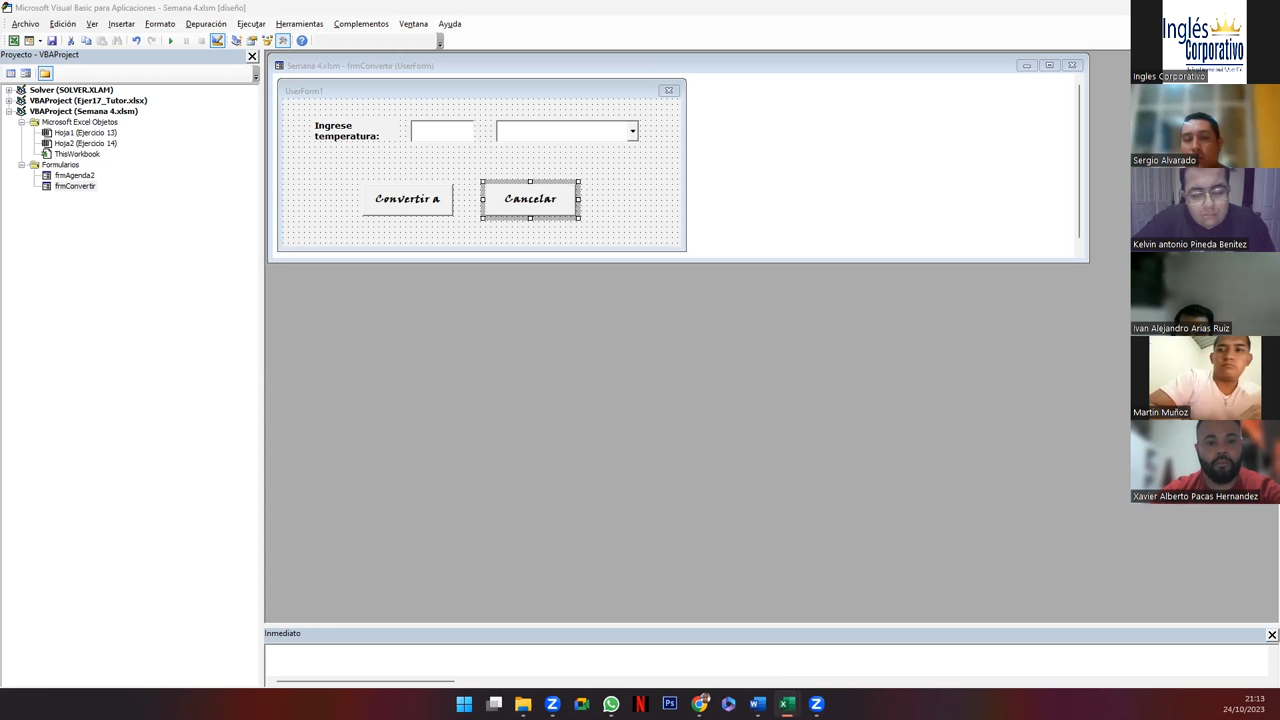 Microsoft Visual Basic para Aplicaciones - Semana 4.xlsm [diseño]
Archivo Edición Ver Insertar Formato Depuración Ejecutar Herramientas Complementos Ventana Ayuda
Proyecto - VBAProject
Solver (SOLVER.XLAM)
VBAProject (Ejer17_Tutor.xlsx)
VBAProject (Semana 4.xlsm)
Microsoft Excel Objetos
Hoja1 (Ejercicio 13)
Hoja2 (Ejercicio 14)
ThisWorkbook
Formularios
frmAgenda2
frmConvertir
Semana 4.xlsm - frmConvertir (UserForm)
UserForm1
Ingrese
temperatura:
Convertir a
Cancelar
Inmediato
Inglés
Corporativo
Ingles Corporativo
Sergio Alvarado
Kelvin antonio Pineda Benitez
Ivan Alejandro Arias Ruiz
Martin Muñoz
Xavier Alberto Pacas Hernandez
21:13
24/10/2023